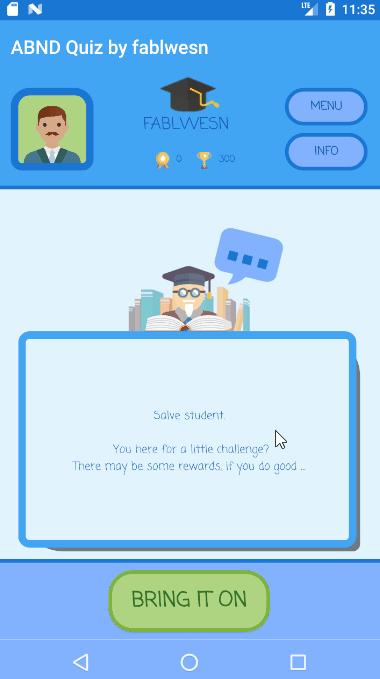 LTE 11:35
ABND Quiz by fablwesn
FABLWESN
0 300
MENU
INFO
Salve student.
You here for a little challenge?
There may be some rewards, if you do good ...
BRING IT ON